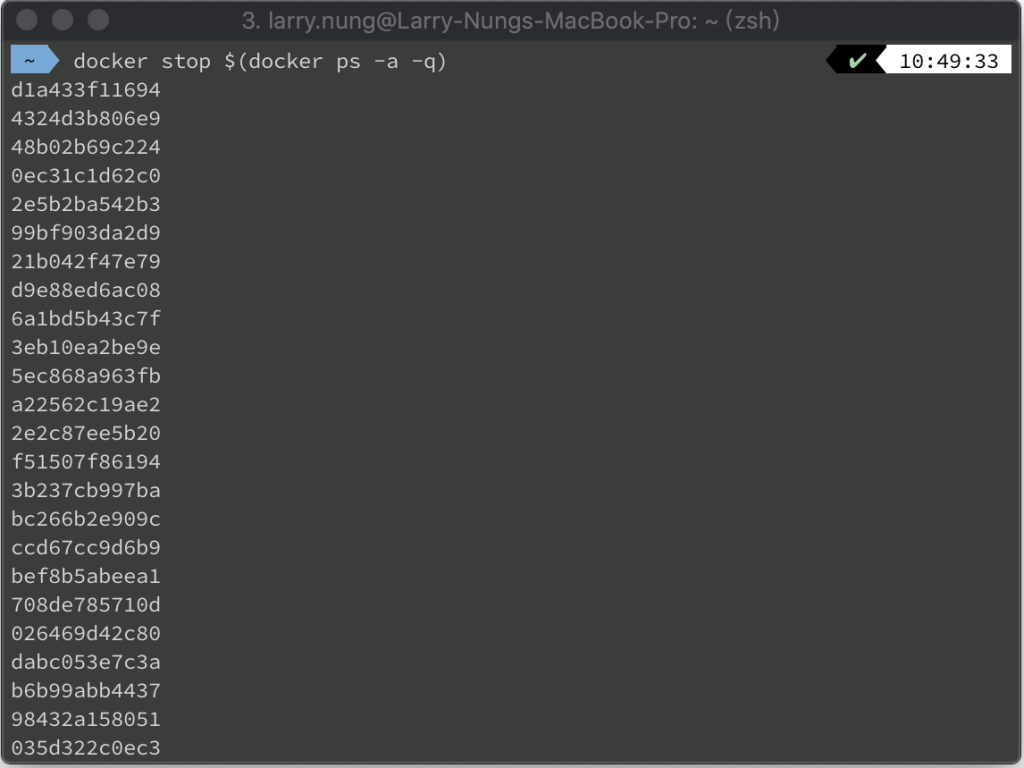 3. larry.nung@Larry-Nungs-MacBook-Pro: ~ (zsh)
~ docker stop $(docker ps -a -q) ✔ 10:49:33
d1a433f11694
4324d3b806e9
48b02b69c224
0ec31c1d62c0
2e5b2ba542b3
99bf903da2d9
21b042f47e79
d9e88ed6ac08
6a1bd5b43c7f
3eb10ea2be9e
5ec868a963fb
a22562c19ae2
2e2c87ee5b20
f51507f86194
3b237cb997ba
bc266b2e909c
ccd67cc9d6b9
bef8b5abeea1
708de785710d
026469d42c80
dabc053e7c3a
b6b99abb4437
98432a158051
035d322c0ec3